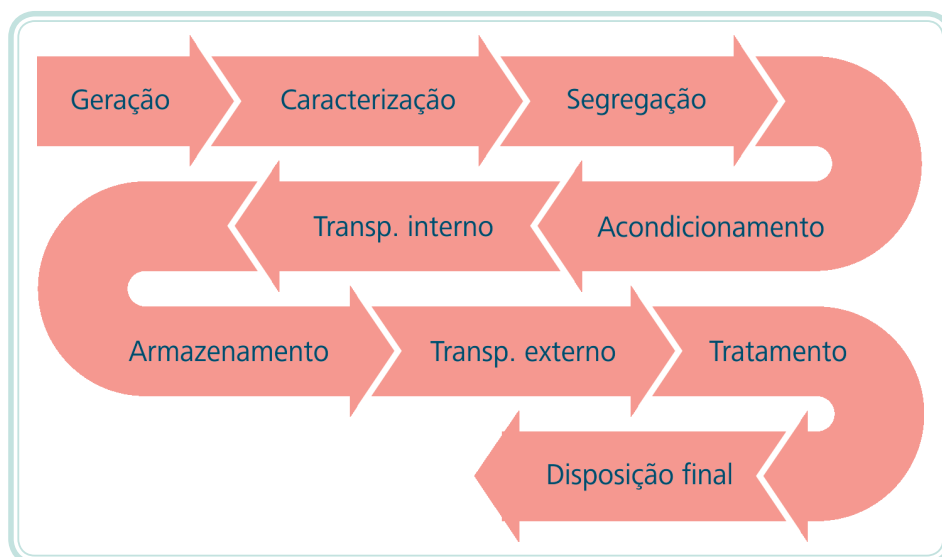 Geração
Caracterização
Segregação
Acondicionamento
Transp. interno
Armazenamento
Transp. externo
Tratamento
Disposição final